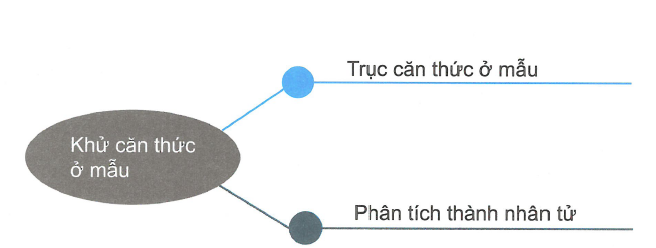 Trục căn thức ở mẫu
Khử căn thức
ở mẫu
Phân tích thành nhân tử